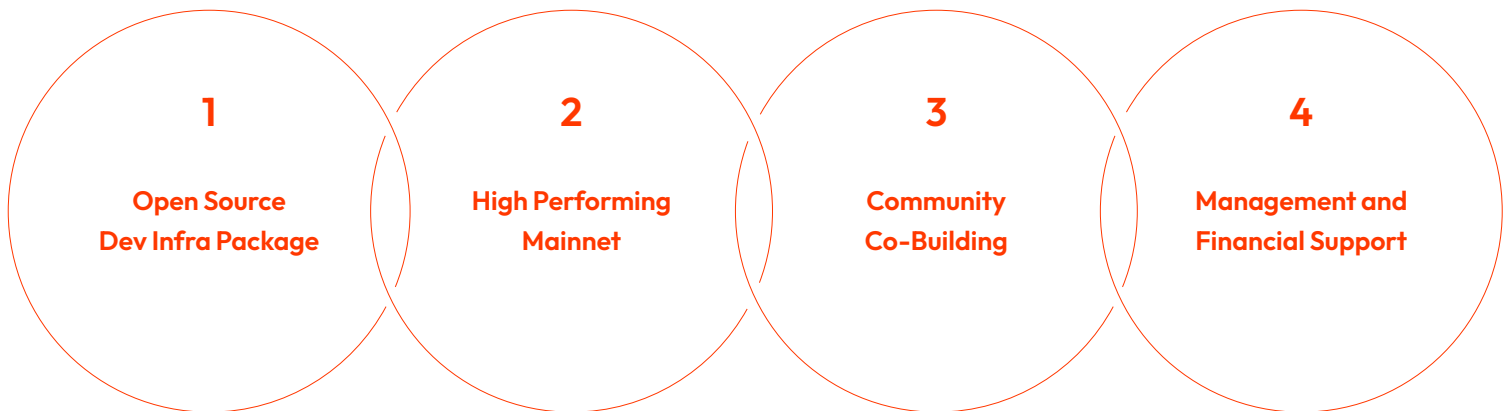 1
Open Source
Dev Infra Package
2
High Performing
Mainnet
3
Community
Co-Building
4
Management and
Financial Support